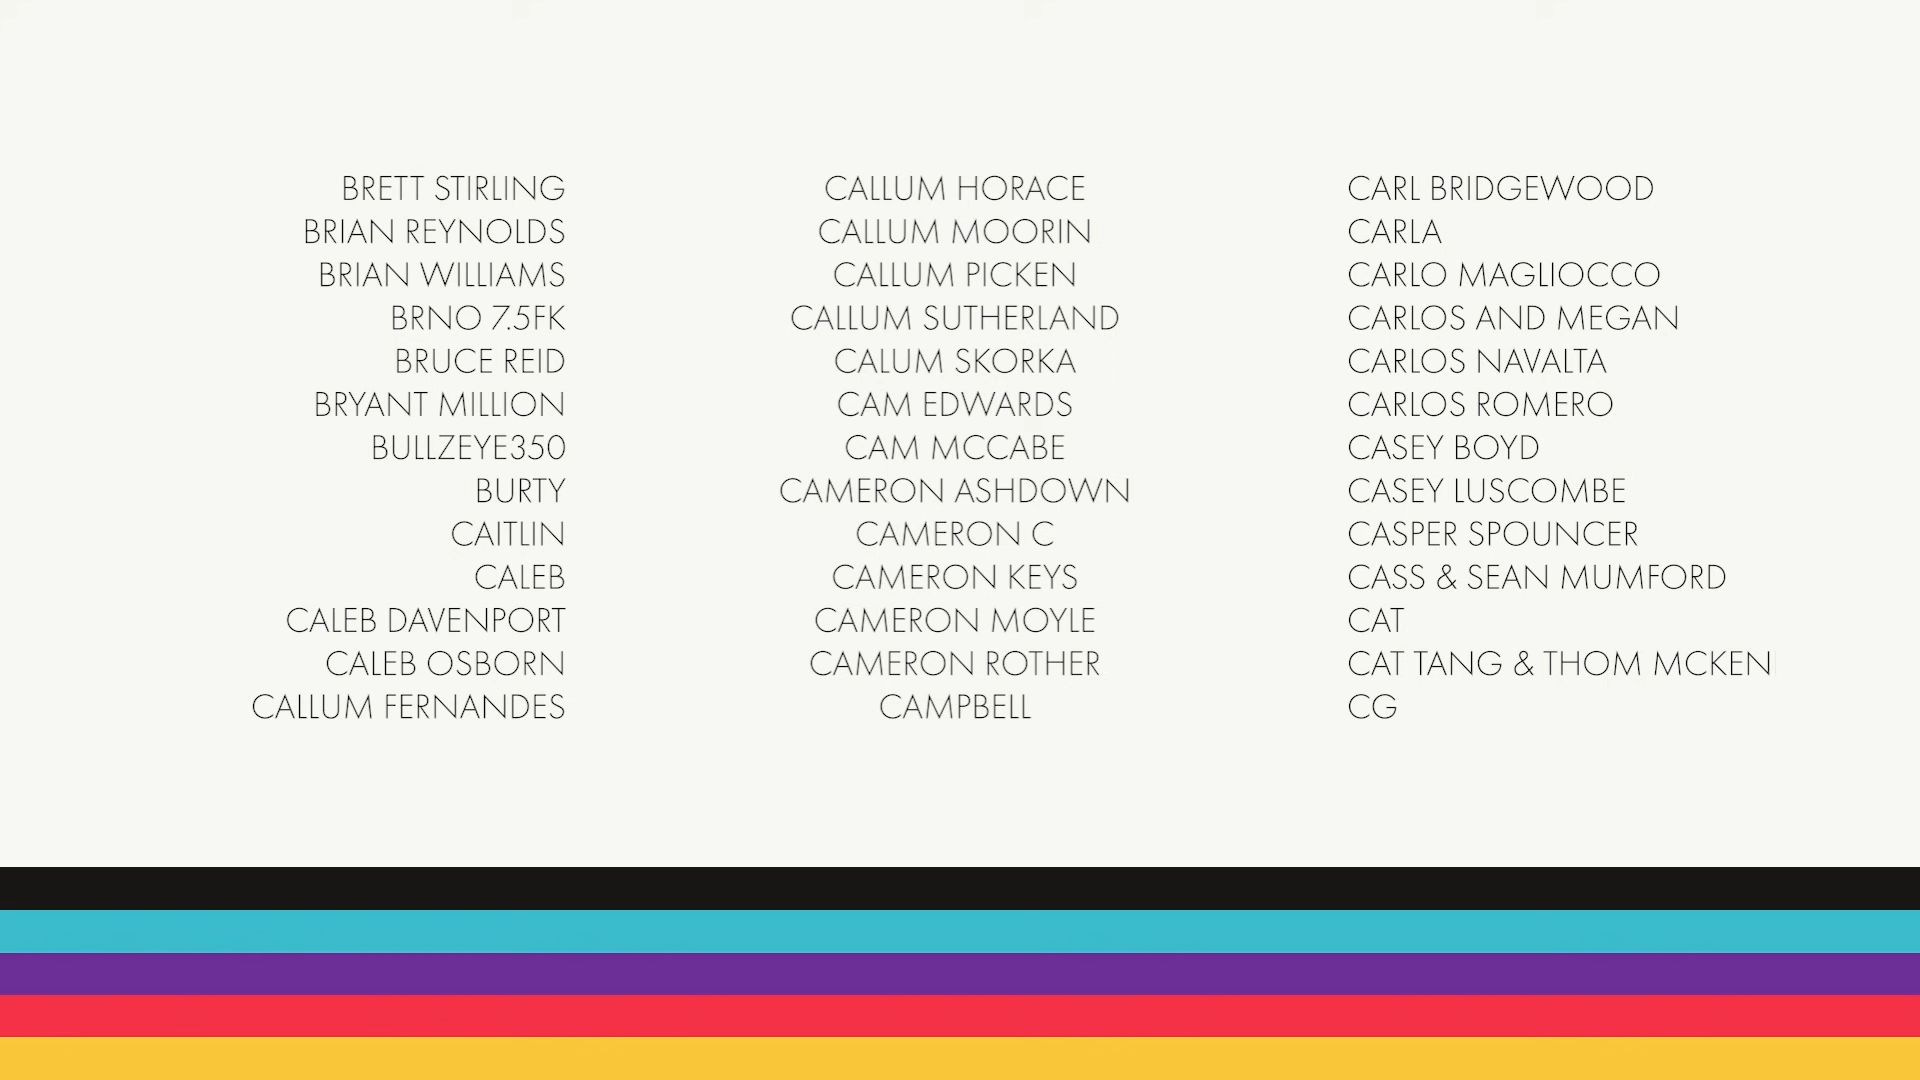 BRETT STIRLING
BRIAN REYNOLDS
BRIAN WILLIAMS
BRNO 7.5FK
BRUCE REID
BRYANT MILLION
BULLZEYE350
BURTY
CAITLIN
CALEB
CALEB DAVENPORT
CALEB OSBORN
CALLUM FERNANDES
CALLUM HORACE
CALLUM MOORIN
CALLUM PICKEN
CALLUM SUTHERLAND
CALUM SKORKA
CAM EDWARDS
CAM MCCABE
CAMERON ASHDOWN
CAMERON C
CAMERON KEYS
CAMERON MOYLE
CAMERON ROTHER
CAMPBELL
CARL BRIDGEWOOD
CARLA
CARLO MAGLIOCCO
CARLOS AND MEGAN
CARLOS NAVALTA
CARLOS ROMERO
CASEY BOYD
CASEY LUSCOMBE
CASPER SPOUNCER
CASS & SEAN MUMFORD
CAT
CAT TANG & THOM MCKEN
CG